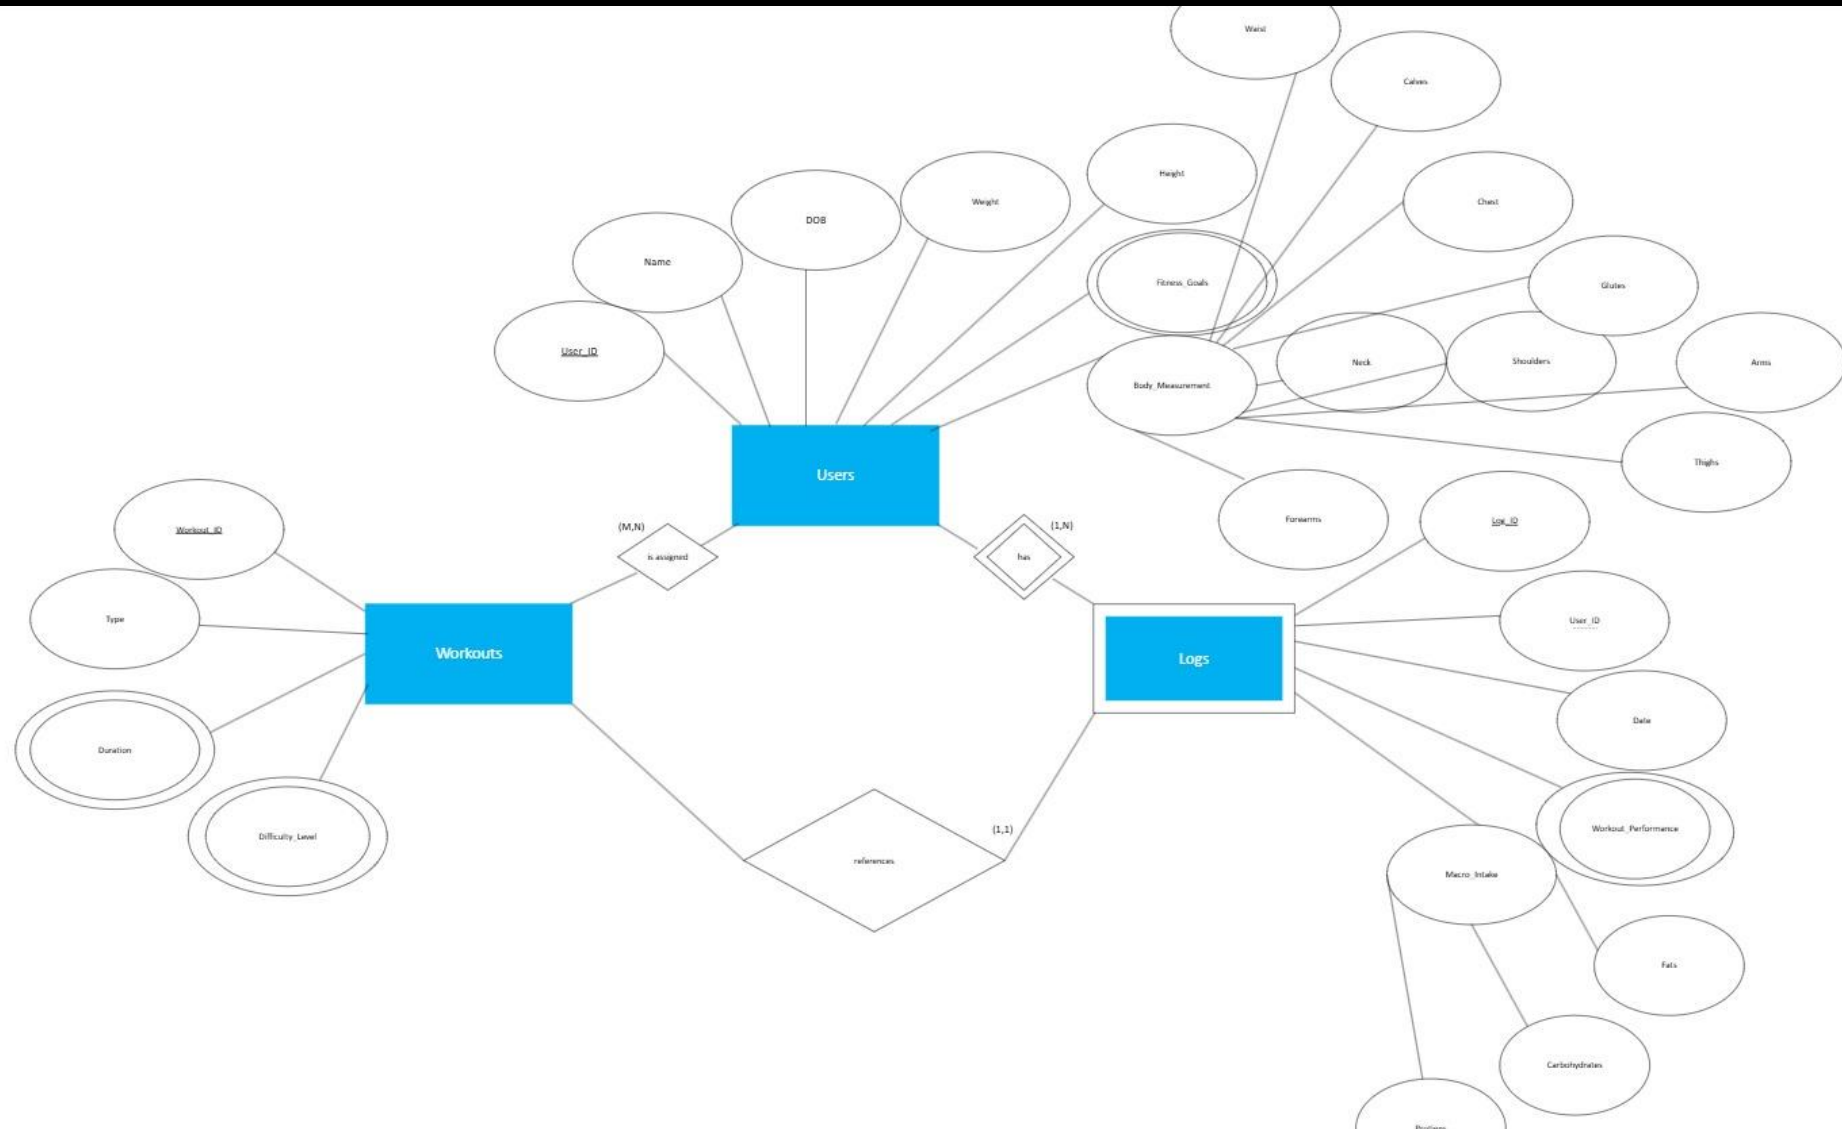 Waist
Calves
Height
Weight
Chest
DOB
Name
Fitness_Goals
Glutes
User_ID
Neck
Shoulders
Arms
Body_Measurement
Thighs
Users
Forearms
Log_ID
Workout_ID
(M,N)
is assigned
(1,N)
has
Type
User_ID
Workouts
Logs
Date
Duration
Difficulty_Level
(1,1)
references
Workout_Performance
Macro_Intake
Fats
Carbohydrates